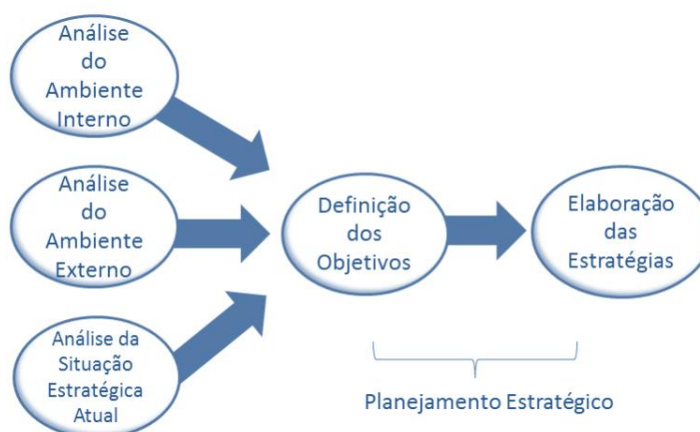 Análise
do
Ambiente
Interno
Análise
do
Ambiente
Externo
Análise da
Situação
Estratégica
Atual
Definição
dos
Objetivos
Elaboração
das
Estratégias
Planejamento Estratégico